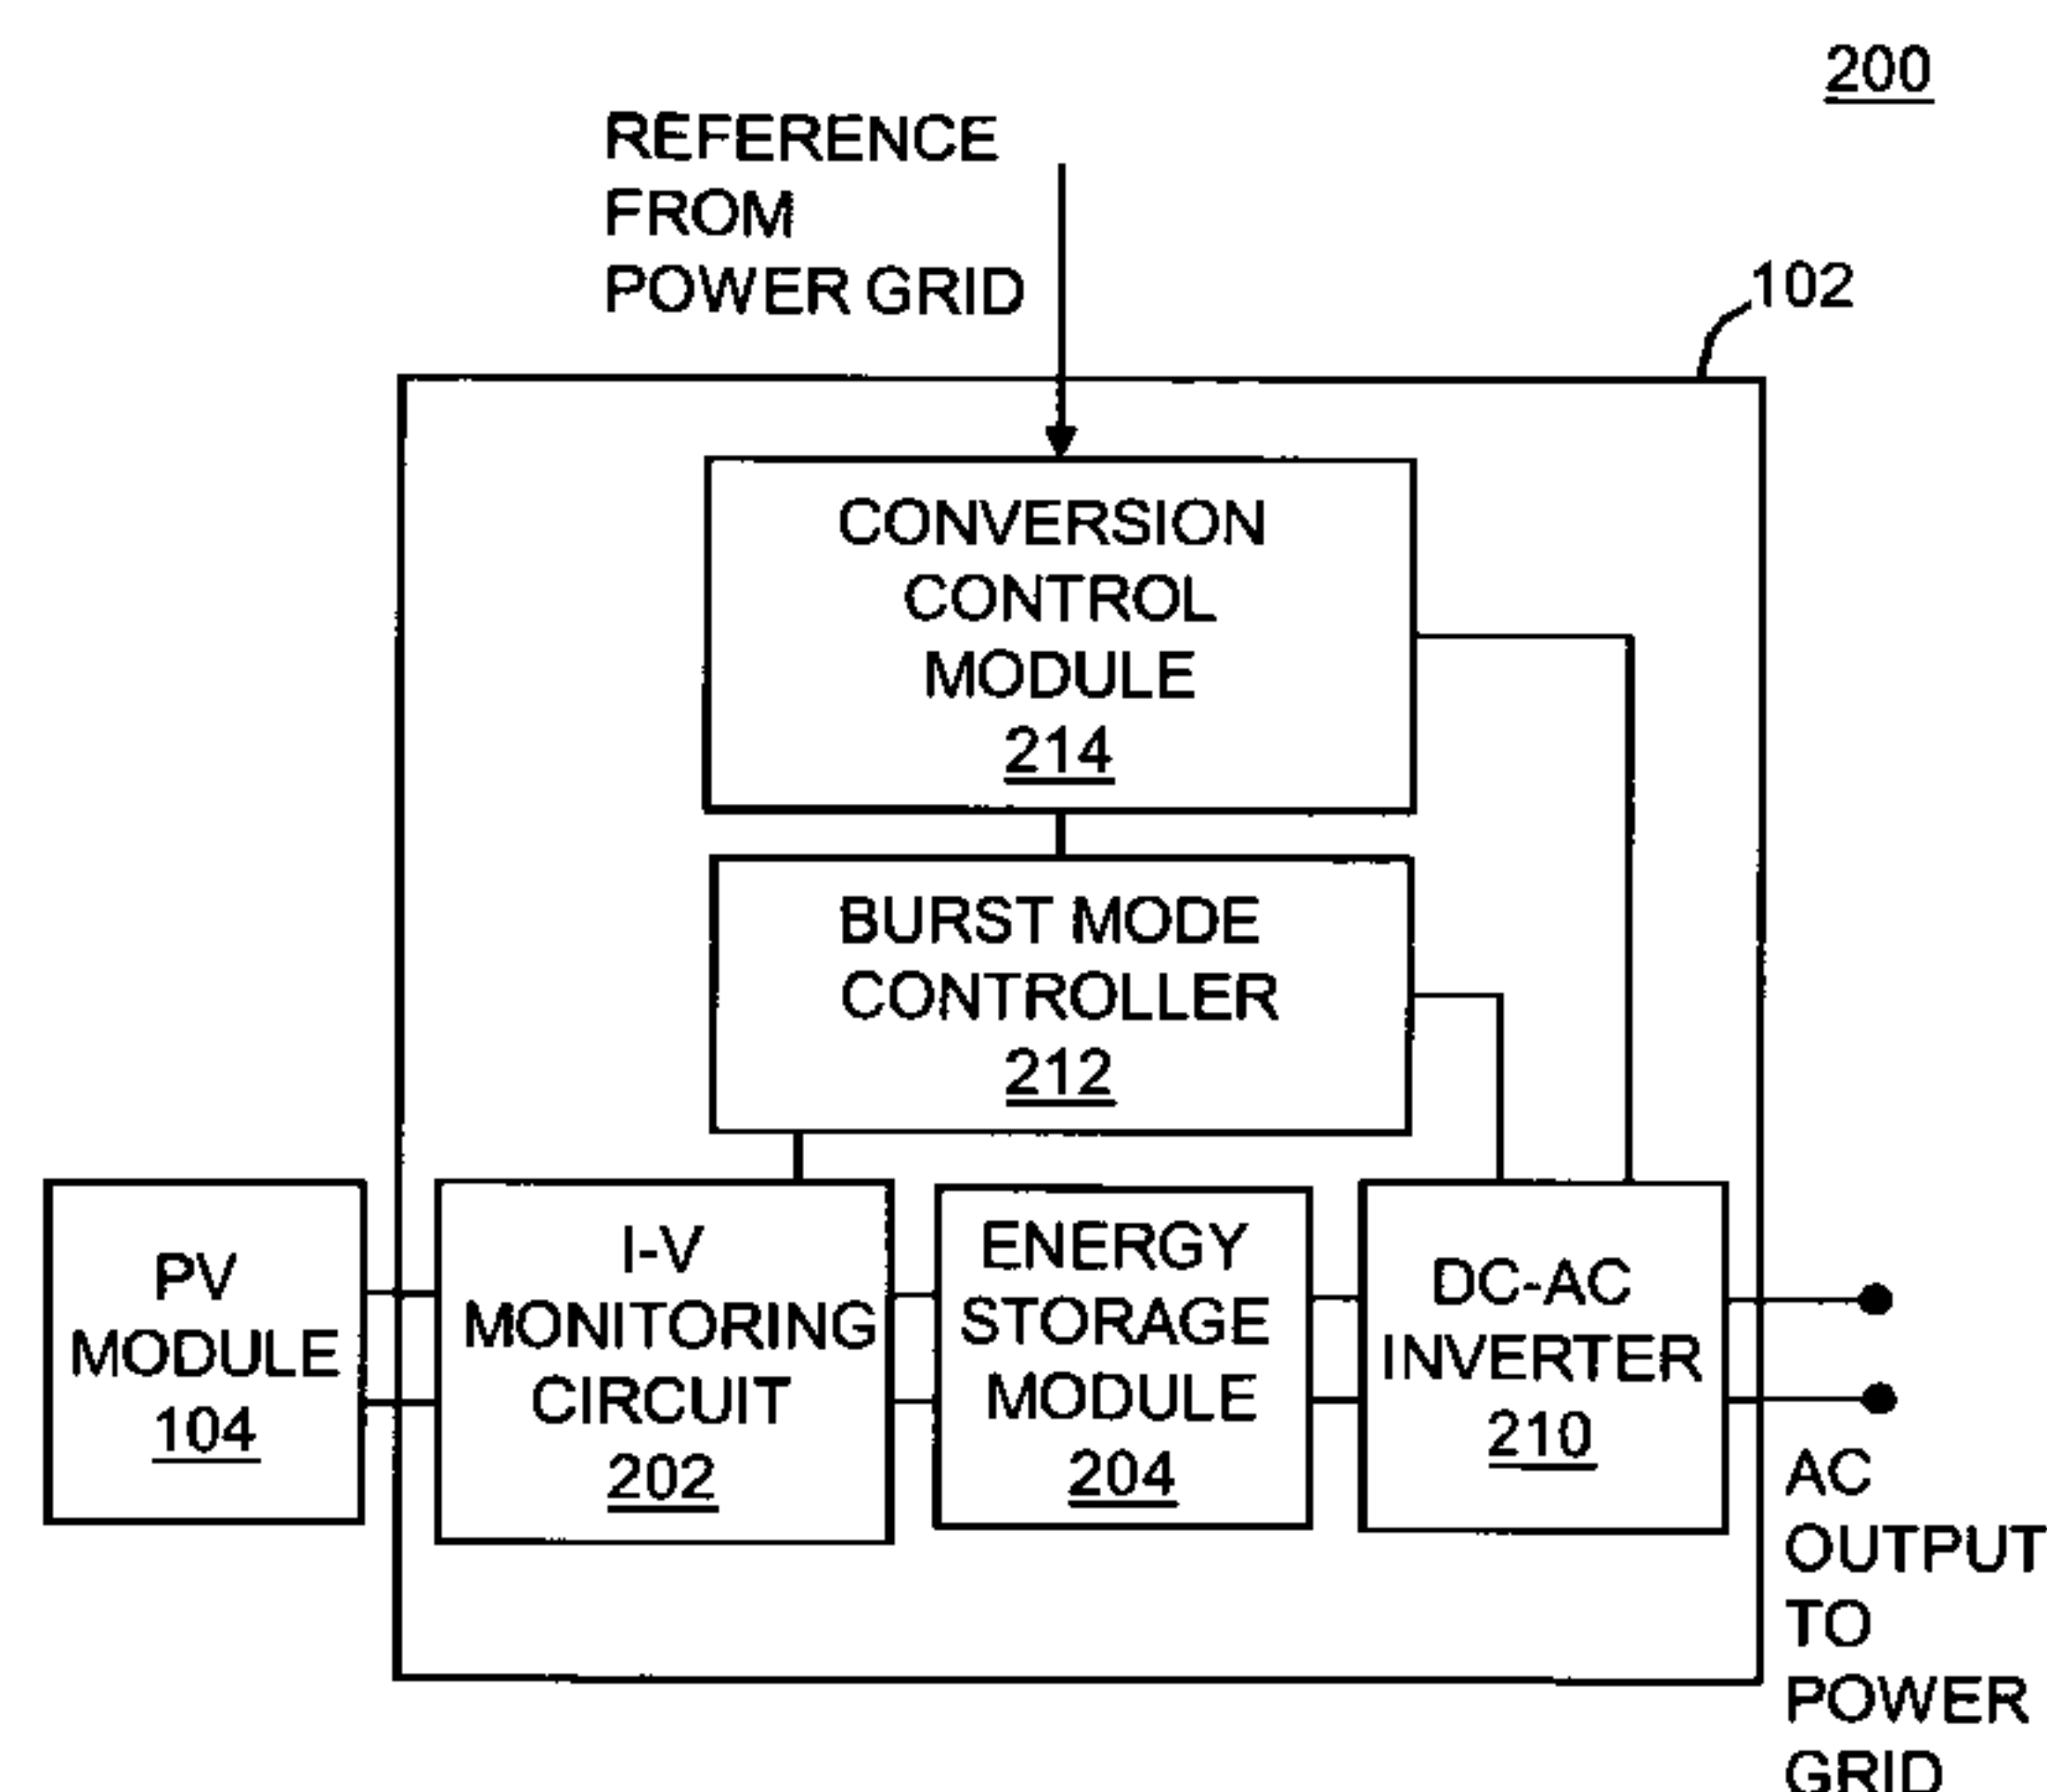 200
REFERENCE
FROM
POWER GRID
102
CONVERSION
CONTROL
MODULE
214
BURST MODE
CONTROLLER
212
PV
MODULE
104
I-V
MONITORING
CIRCUIT
202
ENERGY
STORAGE
MODULE
204
DC-AC
INVERTER
210
AC
OUTPUT
TO
POWER
GRID